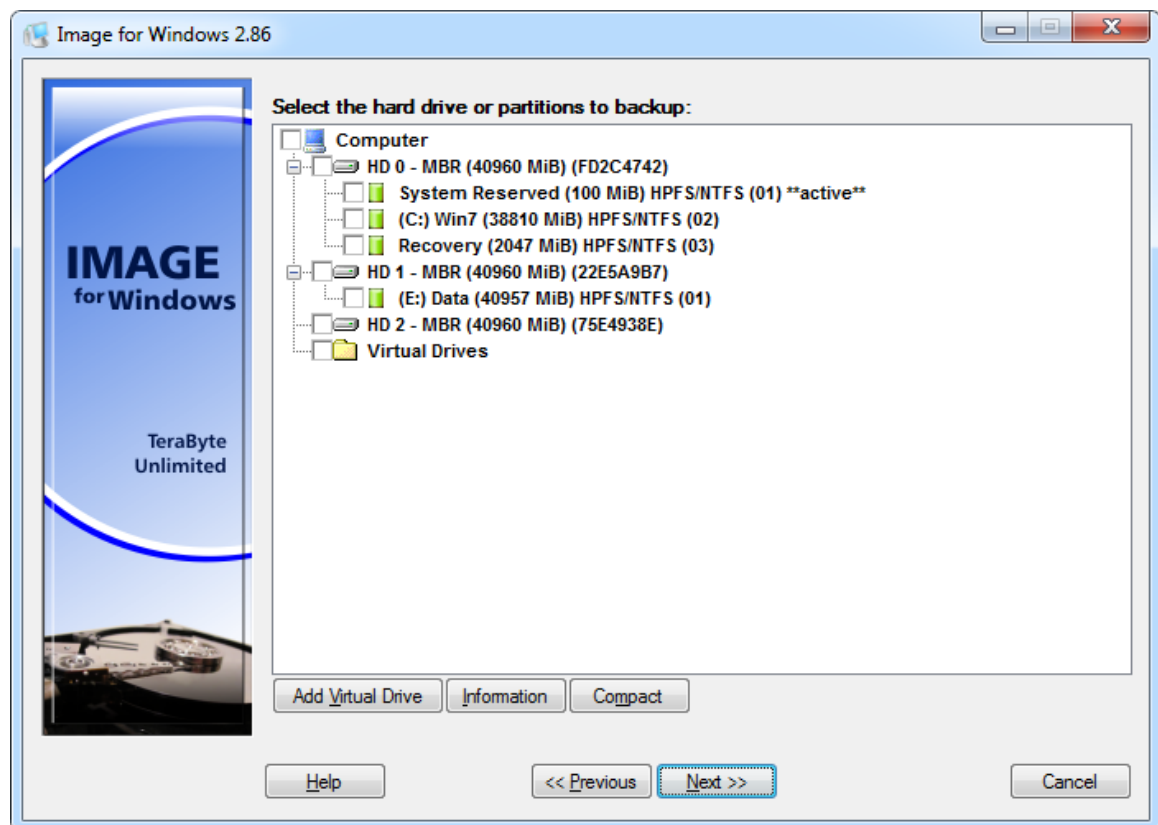 Image for Windows 2.86
IMAGE
for Windows
TeraByte
Unlimited
Select the hard drive or partitions to backup:
Computer
HD 0 - MBR (40960 MiB) (FD2C4742)
System Reserved (100 MiB) HPFS/NTFS (01) **active**
(C:) Win7 (38810 MiB) HPFS/NTFS (02)
Recovery (2047 MiB) HPFS/NTFS (03)
HD 1 - MBR (40960 MiB) (22E5A9B7)
(E:) Data (40957 MiB) HPFS/NTFS (01)
HD 2 - MBR (40960 MiB) (75E4938E)
Virtual Drives
Add Virtual Drive Information Compact
Help << Previous Next >> Cancel